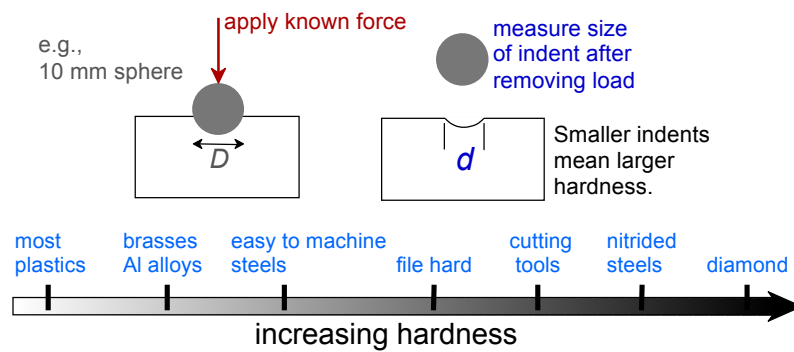 e.g.,
10 mm sphere
apply known force
D
measure size
of indent after
removing load
d
Smaller indents
mean larger
hardness.
most
plastics
brasses
Al alloys
easy to machine
steels
file hard
cutting
tools
nitrided
steels
diamond
increasing hardness